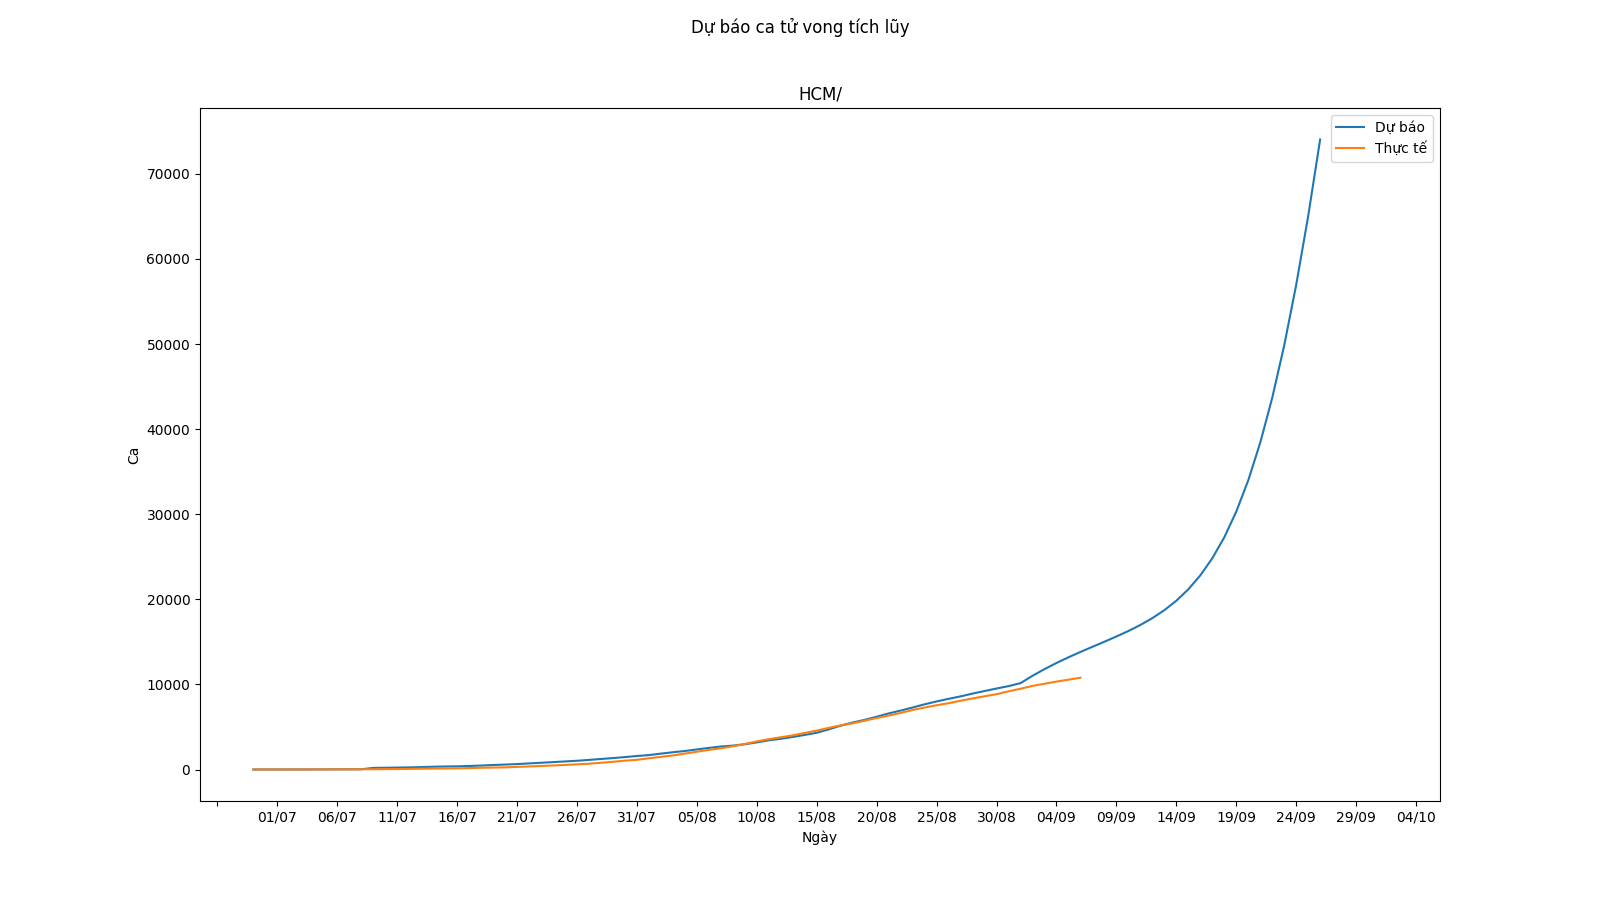 Dự báo ca tử vong tích lũy
HCM/
Dự báo
Thực tế
70000
60000
50000
40000
30000
20000
10000
0
Ca
01/07 06/07 11/07 16/07 21/07 26/07 31/07 05/08 10/08 15/08 20/08 25/08 30/08 04/09 09/09 14/09 19/09 24/09 29/09 04/10
Ngày